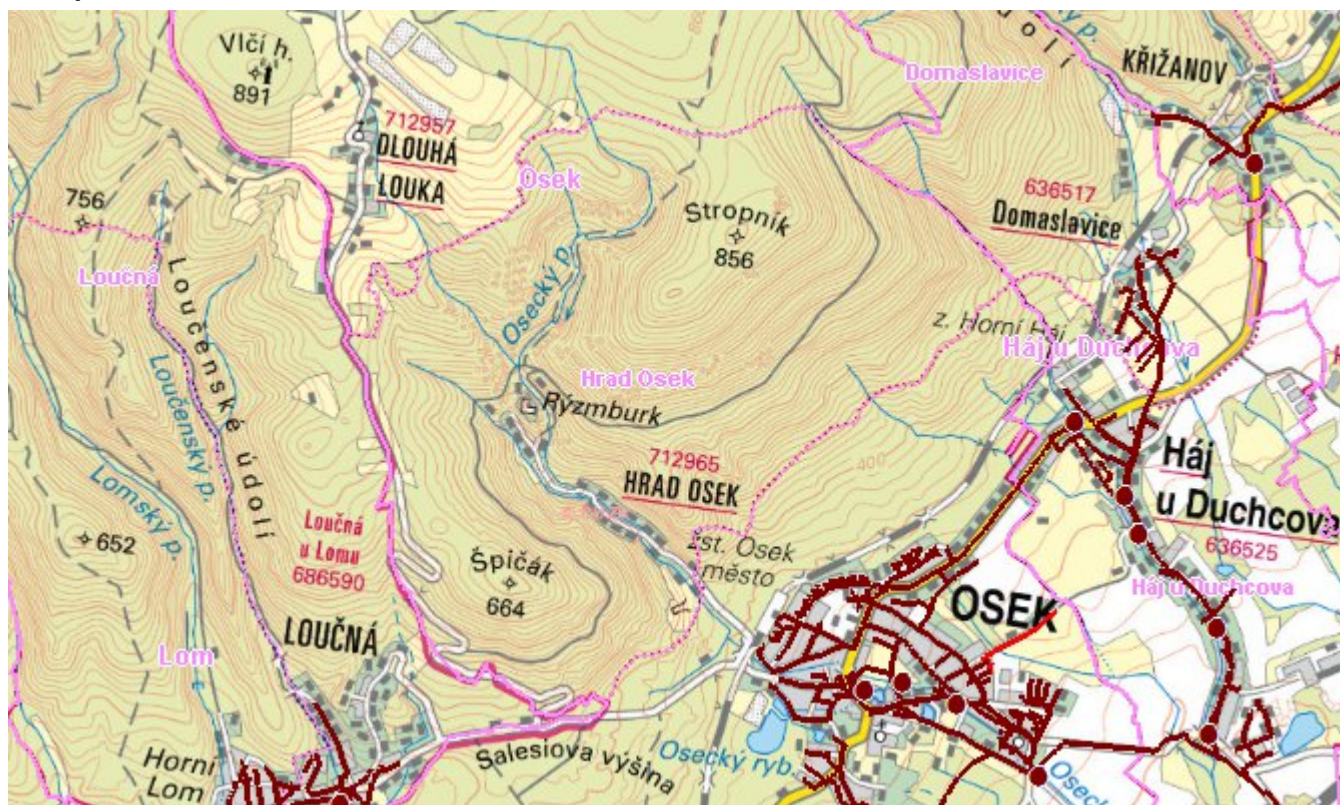 Vlčí h.
891
údolí
p.
Domaslavice
KŘIŽANOV
712957
DLOUHÁ
LOUKA
Osek
756
Stropník
856
636517
Domaslavice
Loučná
Loučenské údolí
Loučenský p.
Osecký p.
z. Horní Háj
Háj u Duchcova
Hrad Osek
Rýzmburk
712965
HRAD OSEK
400
Háj
u Duchcova
636525
Háj u Duchcova
Lomský p.
652
Loučná
u Lomu
686590
Špičák
664
zst. Osek
město
OSEK
LOUČNÁ
Lom
Horní
Lom
Salesiova výšina
Osecký ryb.